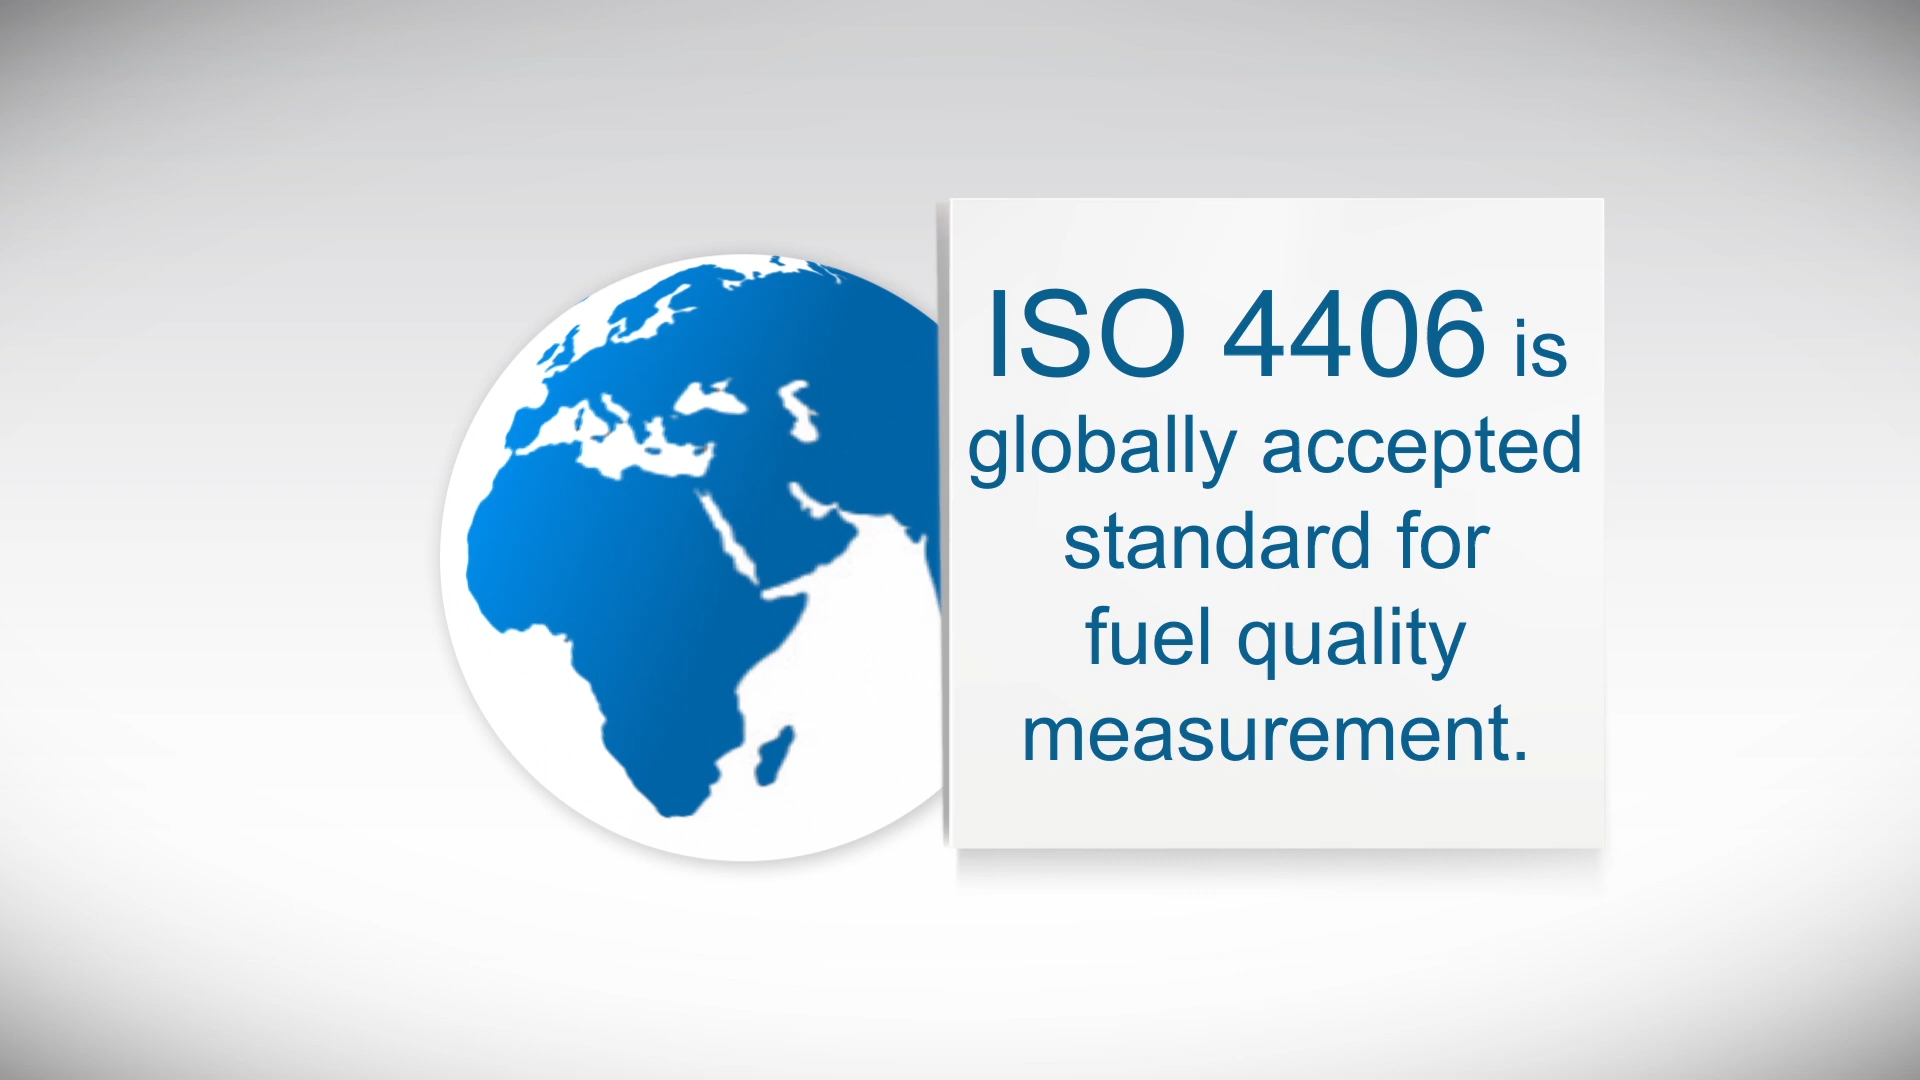 ISO 4406 is
globally accepted
standard for
fuel quality
measurement.